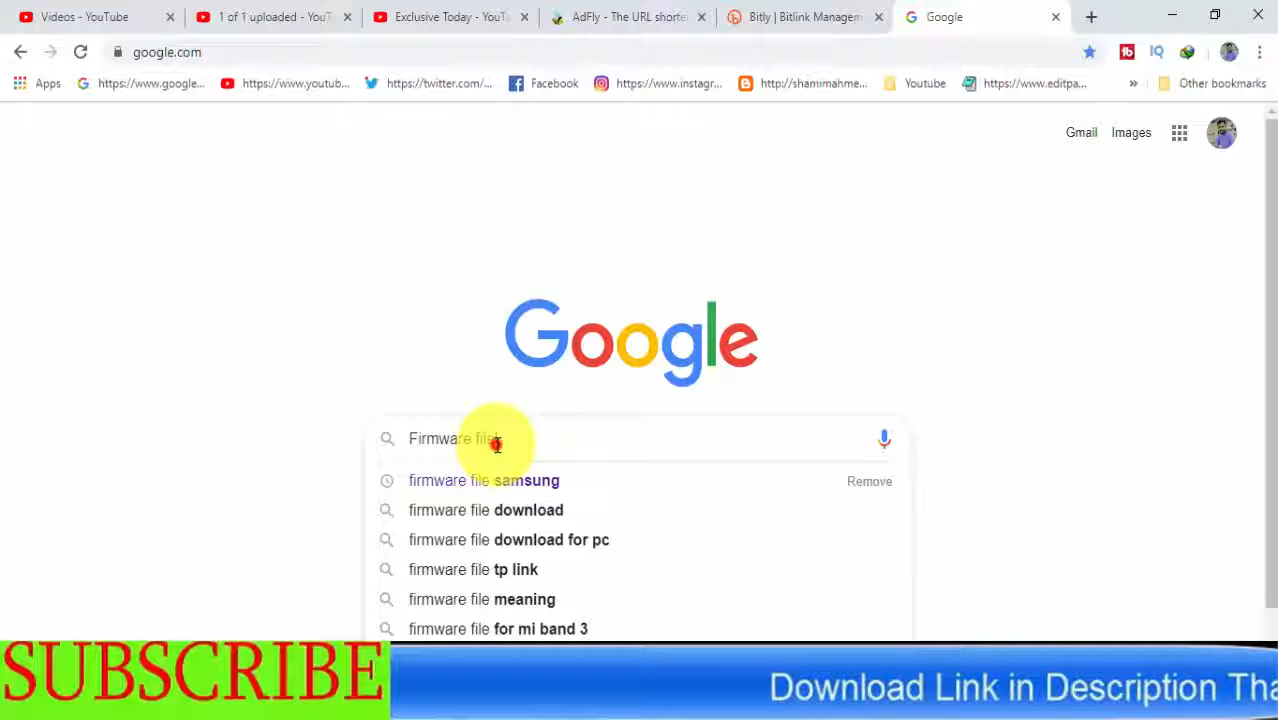 Videos - YouTube
1 of 1 uploaded - YouT
Exclusive Today - YouT
AdFly - The URL shorte
Bitly | Bitlink Managem
Google
google.com
Apps
https://www.google...
https://www.youtub...
https://twitter.com/...
Facebook
https://www.instagr...
http://shamimahme...
Youtube
https://www.editpa...
»
Other bookmarks
Gmail
Images
Google
Firmware file
firmware file samsung
Remove
firmware file download
firmware file download for pc
firmware file tp link
firmware file meaning
firmware file for mi band 3
SUBSCRIBE
Download Link in Description Tha